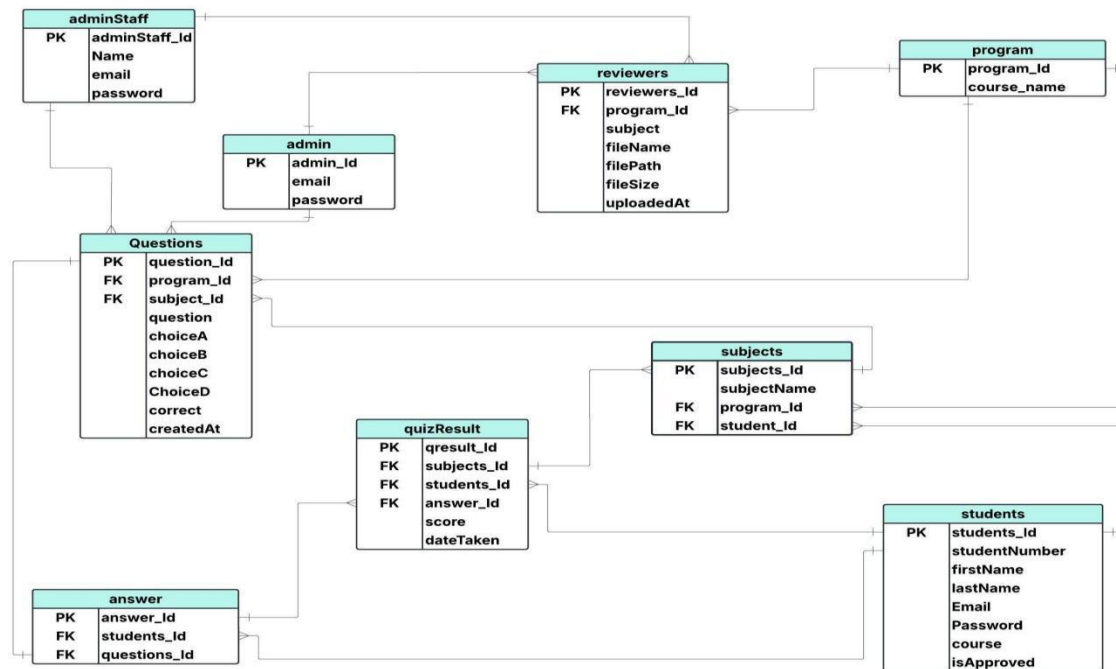 adminStaff
PK adminStaff_Id
Name
email
password
program
PK program_Id
course_name
reviewers
PK reviewers_Id
FK program_Id
subject
fileName
filePath
fileSize
uploadedAt
admin
PK admin_Id
email
password
Questions
PK question_Id
FK program_Id
FK subject_Id
question
choiceA
choiceB
choiceC
ChoiceD
correct
createdAt
subjects
PK subjects_Id
subjectName
FK program_Id
FK student_Id
quizResult
PK qresult_Id
FK subjects_Id
FK students_Id
FK answer_Id
score
dateTaken
students
PK students_Id
studentNumber
firstName
lastName
Email
Password
course
isApproved
answer
PK answer_Id
FK students_Id
FK questions_Id